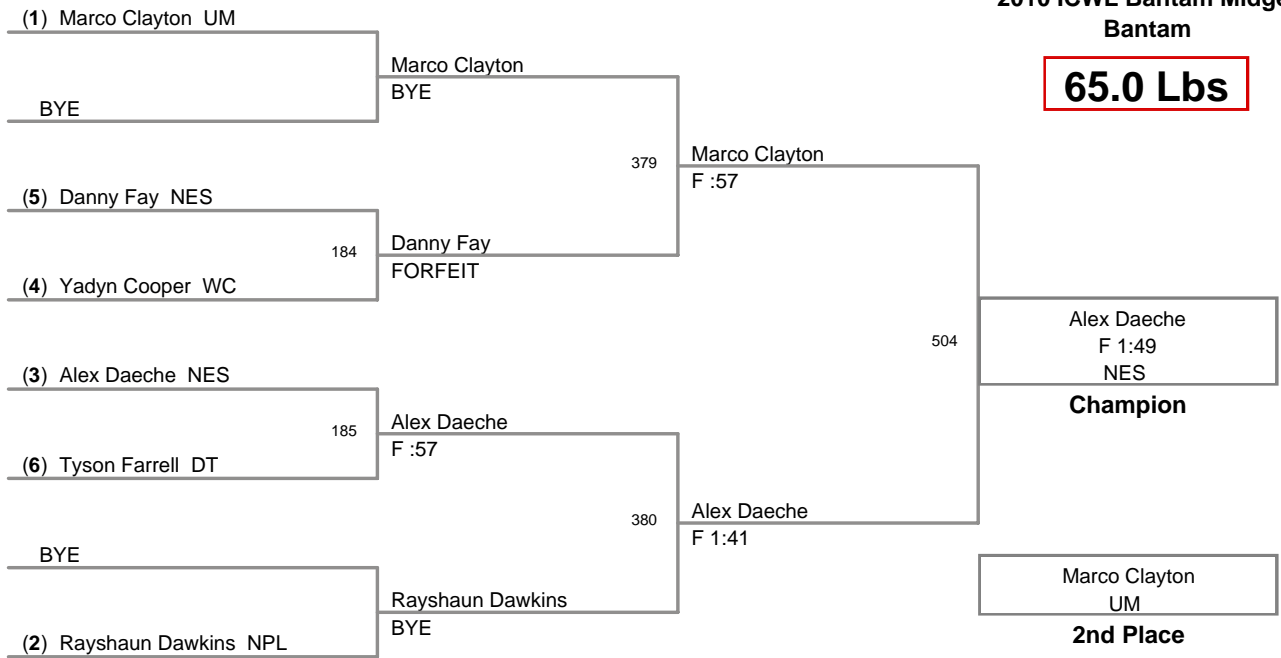 2010 ICWL Bantam Midge
Bantam
65.0 Lbs
(1) Marco Clayton UM
Marco Clayton
BYE
BYE
379
Marco Clayton
F :57
(5) Danny Fay NES
184
Danny Fay
FORFEIT
(4) Yadyn Cooper WC
504
Alex Daeche
F 1:49
NES
Champion
(3) Alex Daeche NES
185
Alex Daeche
F :57
(6) Tyson Farrell DT
380
Alex Daeche
F 1:41
BYE
Rayshaun Dawkins
BYE
(2) Rayshaun Dawkins NPL
Marco Clayton
UM
2nd Place